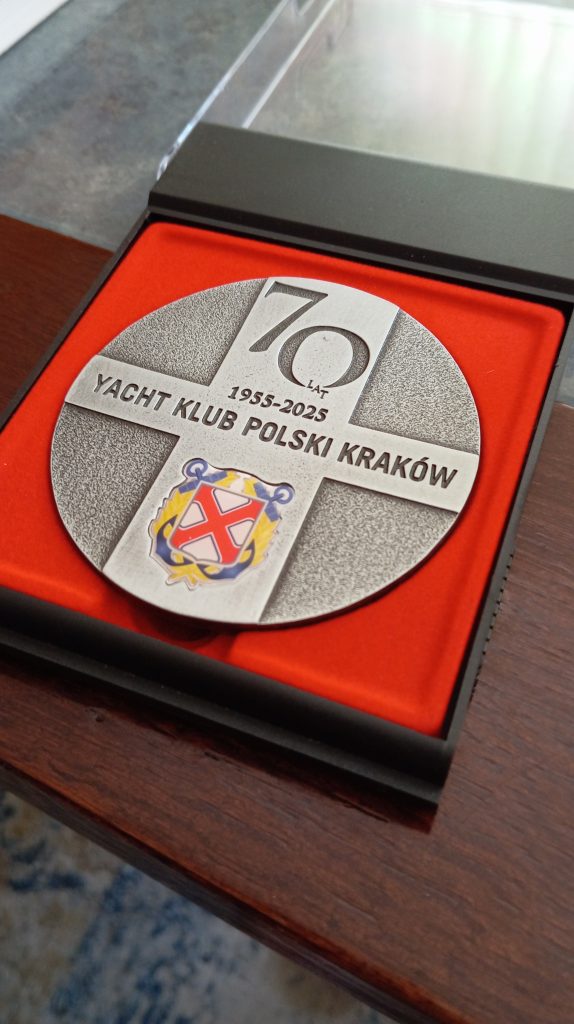 70
LAT
1955-2025
YACHT KLUB POLSKI KRAKÓW